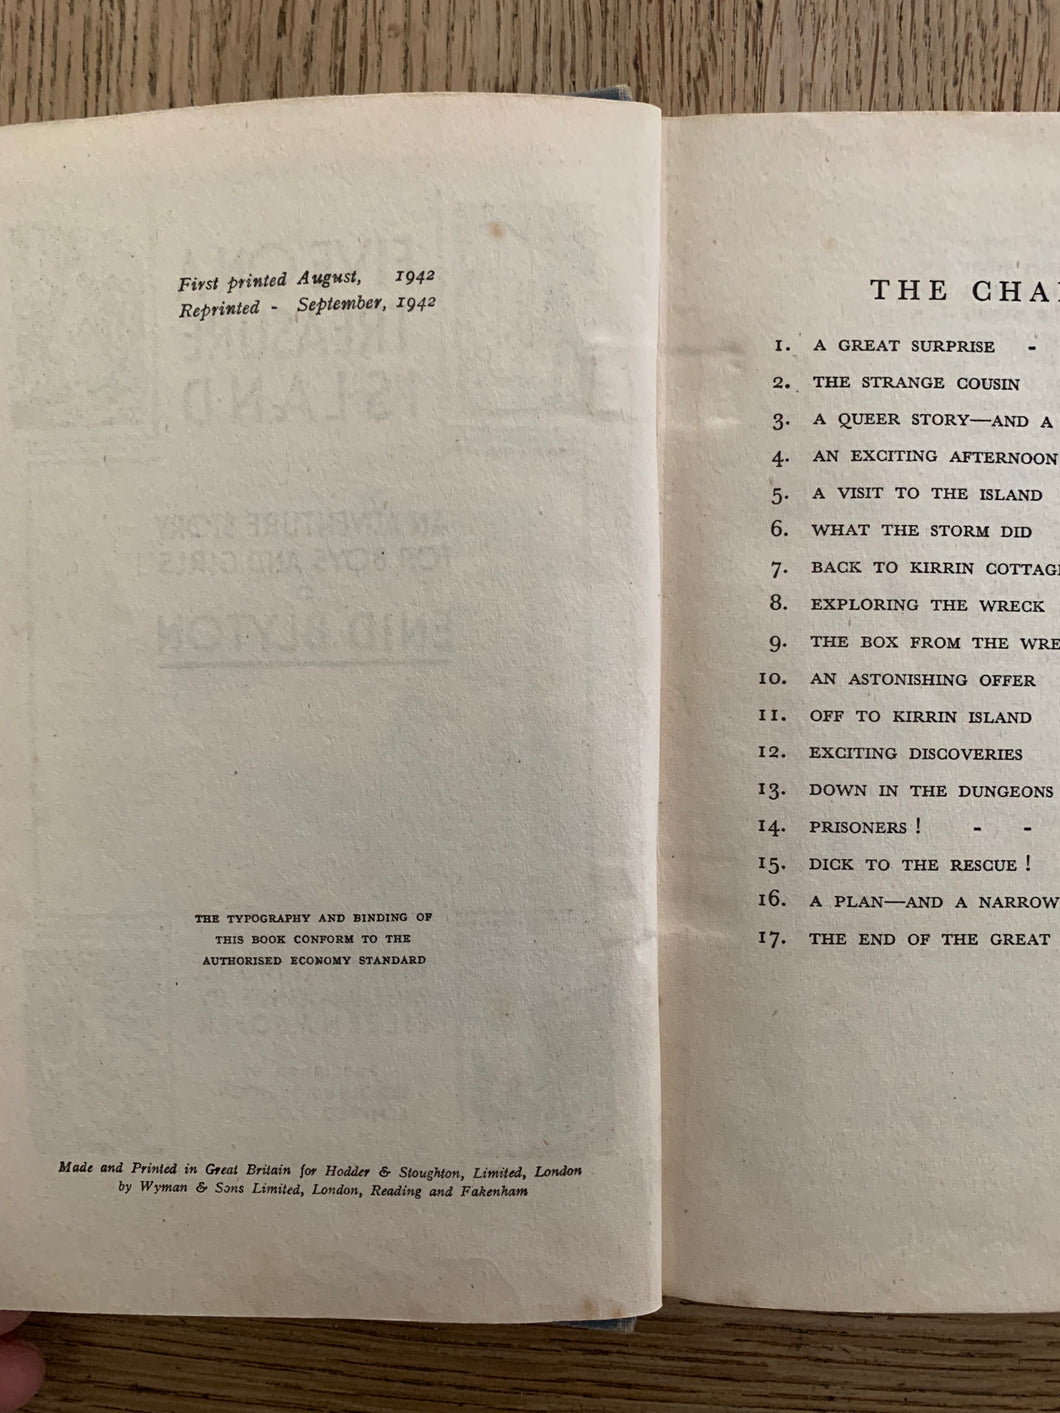 First printed August, 1942
Reprinted - September, 1942
THE TYPOGRAPHY AND BINDING OF
THIS BOOK CONFORM TO THE
AUTHORISED ECONOMY STANDARD
Made and Printed in Great Britain for Hodder & Stoughton, Limited, London
by Wyman & Sons Limited, London, Reading and Fakenham
THE CHA
1. A GREAT SURPRISE -
2. THE STRANGE COUSIN
3. A QUEER STORY—AND A
4. AN EXCITING AFTERNOON
5. A VISIT TO THE ISLAND
6. WHAT THE STORM DID
7. BACK TO KIRRIN COTTAG
8. EXPLORING THE WRECK
9. THE BOX FROM THE WRE
10. AN ASTONISHING OFFER
11. OFF TO KIRRIN ISLAND
12. EXCITING DISCOVERIES
13. DOWN IN THE DUNGEONS
14. PRISONERS ! - -
15. DICK TO THE RESCUE !
16. A PLAN—AND A NARROW
17. THE END OF THE GREAT